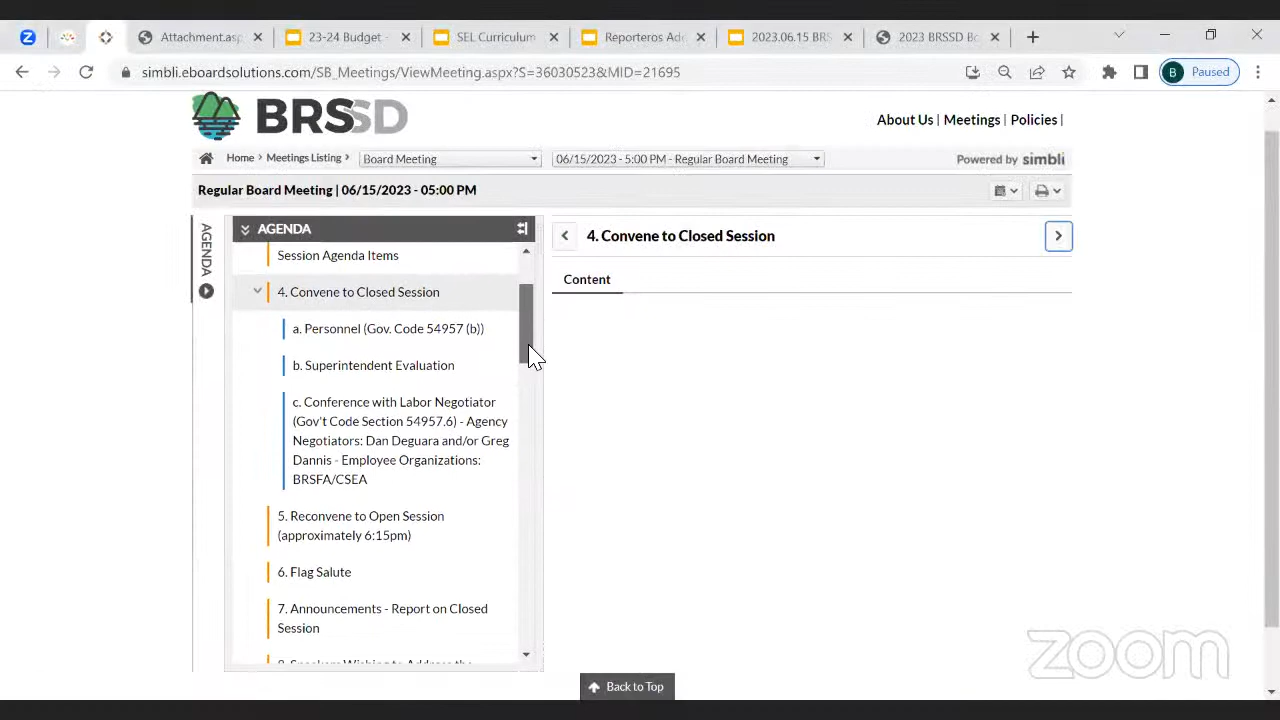 Attachment.asp
23-24 Budget -
SEL Curriculum
Reporteros Ad
2023.06.15 BRS
2023 BRSSD Bo
simbli.eboardsolutions.com/SB_Meetings/ViewMeeting.aspx?S=36030523&MID=21695
B Paused
BRSSD
About Us | Meetings | Policies |
Home > Meetings Listing > Board Meeting 06/15/2023 - 5:00 PM - Regular Board Meeting Powered by simbli
Regular Board Meeting | 06/15/2023 - 05:00 PM
AGENDA
AGENDA
Session Agenda Items
4. Convene to Closed Session
a. Personnel (Gov. Code 54957 (b))
b. Superintendent Evaluation
c. Conference with Labor Negotiator
(Gov't Code Section 54957.6) - Agency
Negotiators: Dan Deguara and/or Greg
Dannis - Employee Organizations:
BRSFA/CSEA
5. Reconvene to Open Session
(approximately 6:15pm)
6. Flag Salute
7. Announcements - Report on Closed
Session
4. Convene to Closed Session
Content
Back to Top
zoom